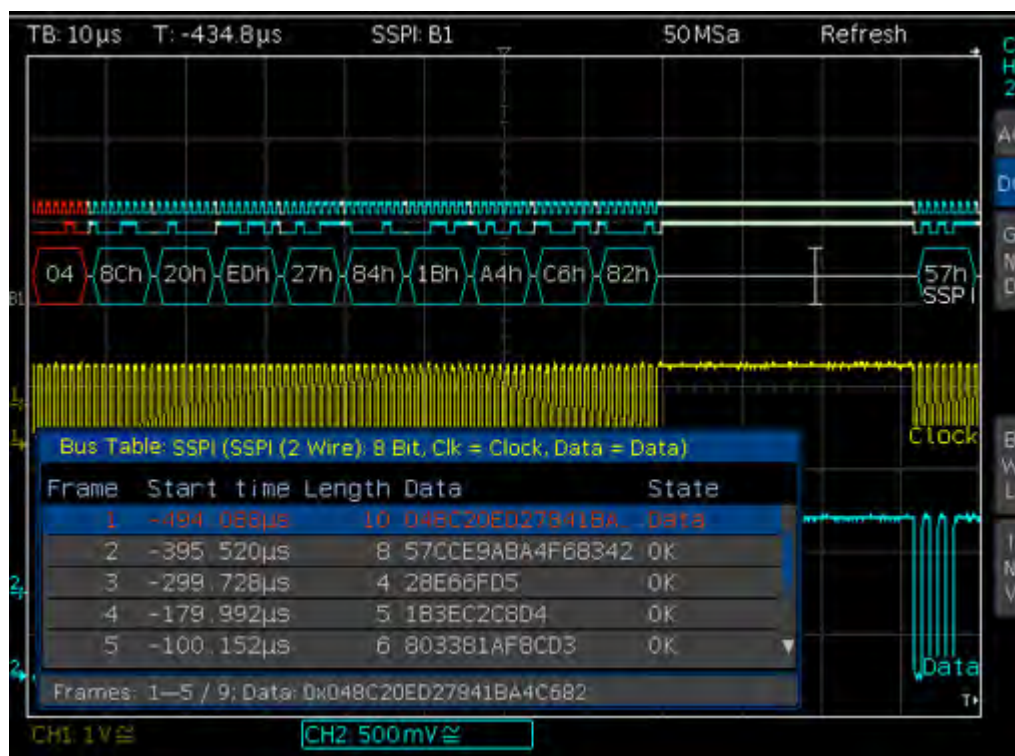 TB: 10µs T: -434.8µs SSPI: B1 50MSa Refresh
04 8Ch 20h EDh 27h 84h 1Bh A4h C6h 82h 57h
SSPI
B1
Clock
Bus Table: SSPI (SSPI (2 Wire): 8 Bit, Clk = Clock, Data = Data)
Frame Start time Length Data State
1 -494.088µs 10 048C20ED27841BA... Data
2 -395.520µs 8 57CCE9ABA4F68342 OK
3 -299.728µs 4 28E66FD5 OK
4 -179.992µs 5 1B3EC2C8D4 OK
5 -100.152µs 6 803381AF8CD3 OK
Frames: 1—5 / 9; Data: 0x048C20ED27841BA4C682
Data
CH1: 1V≅ CH2: 500mV≅